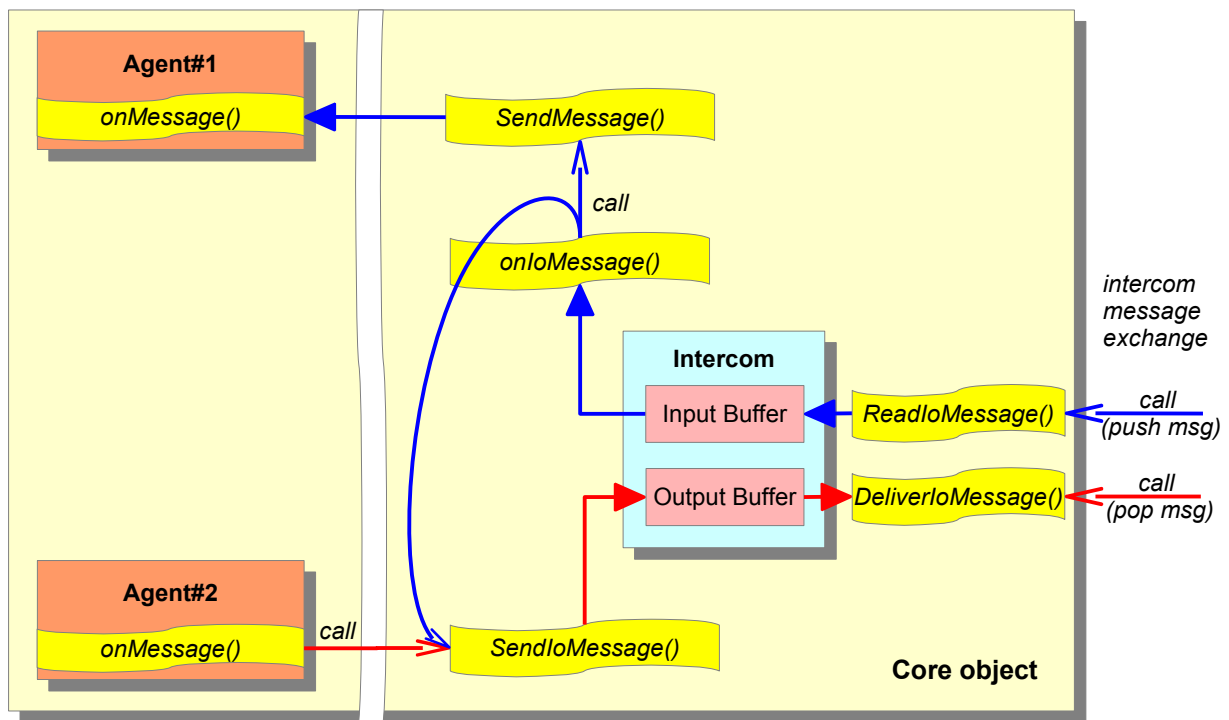 Agent#1
onMessage()
SendMessage()
call
onIoMessage()
intercom
message
exchange
Intercom
Input Buffer
ReadIoMessage()
call
(push msg)
Output Buffer
DeliverIoMessage()
call
(pop msg)
Agent#2
onMessage()
call
SendIoMessage()
Core object